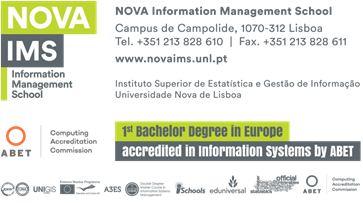 NOVA
IMS
Information
Management
School
NOVA Information Management School
Campus de Campolide, 1070-312 Lisboa
Tel. +351 213 828 610 | Fax. +351 213 828 611
www.novaims.unl.pt
Instituto Superior de Estatística e Gestão de Informação
Universidade Nova de Lisboa
ABET
Computing
Accreditation
Commission
1st Bachelor Degree in Europe
accredited in Information Systems by ABET
UNIGIS
A3ES
iSchools
eduniversal
official
ABET
Computing
Accreditation
Commission